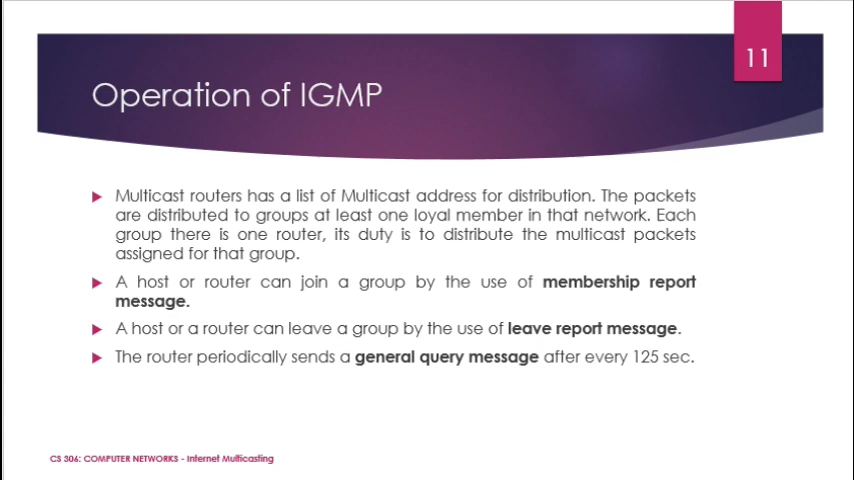 11
Operation of IGMP
Multicast routers has a list of Multicast address for distribution. The packets
are distributed to groups at least one loyal member in that network. Each
group there is one router, its duty is to distribute the multicast packets
assigned for that group.
A host or router can join a group by the use of membership report
message.
A host or a router can leave a group by the use of leave report message.
The router periodically sends a general query message after every 125 sec.
CS 306: COMPUTER NETWORKS - Internet Multicasting